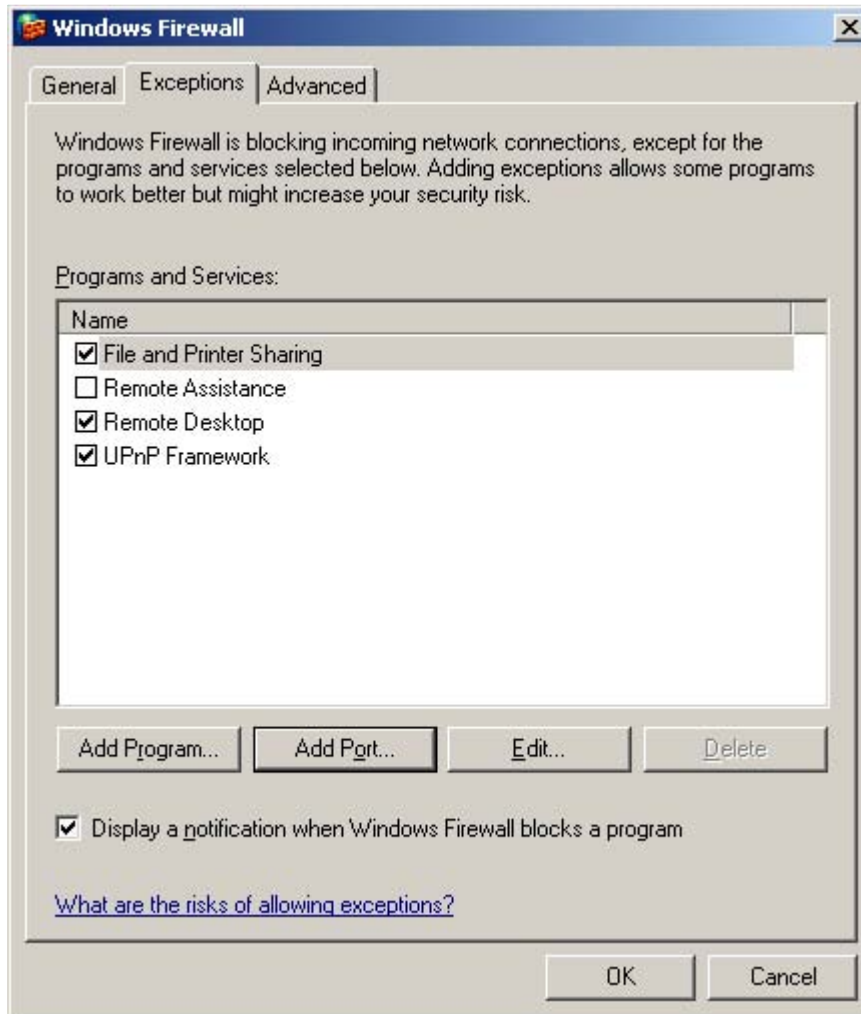 Windows Firewall
General Exceptions Advanced
Windows Firewall is blocking incoming network connections, except for the
programs and services selected below. Adding exceptions allows some programs
to work better but might increase your security risk.
Programs and Services:
Name
File and Printer Sharing
Remote Assistance
Remote Desktop
UPnP Framework
Add Program... Add Port... Edit... Delete
Display a notification when Windows Firewall blocks a program
What are the risks of allowing exceptions?
OK Cancel